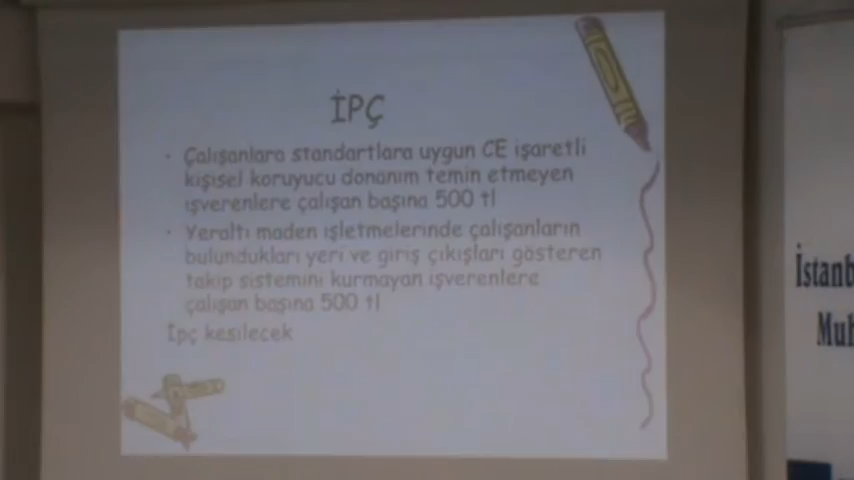 İPÇ
• Çalışanlara standartlara uygun CE işaretli
kişisel koruyucu donanım temin etmeyen
işverenlere çalışan başına 500 tl
• Yeraltı maden işletmelerinde çalışanların
bulundukları yeri ve giriş çıkışları gösteren
takip sistemini kurmayan işverenlere
çalışan başına 500 tl
İpç kesilecek
İstanb
Muh